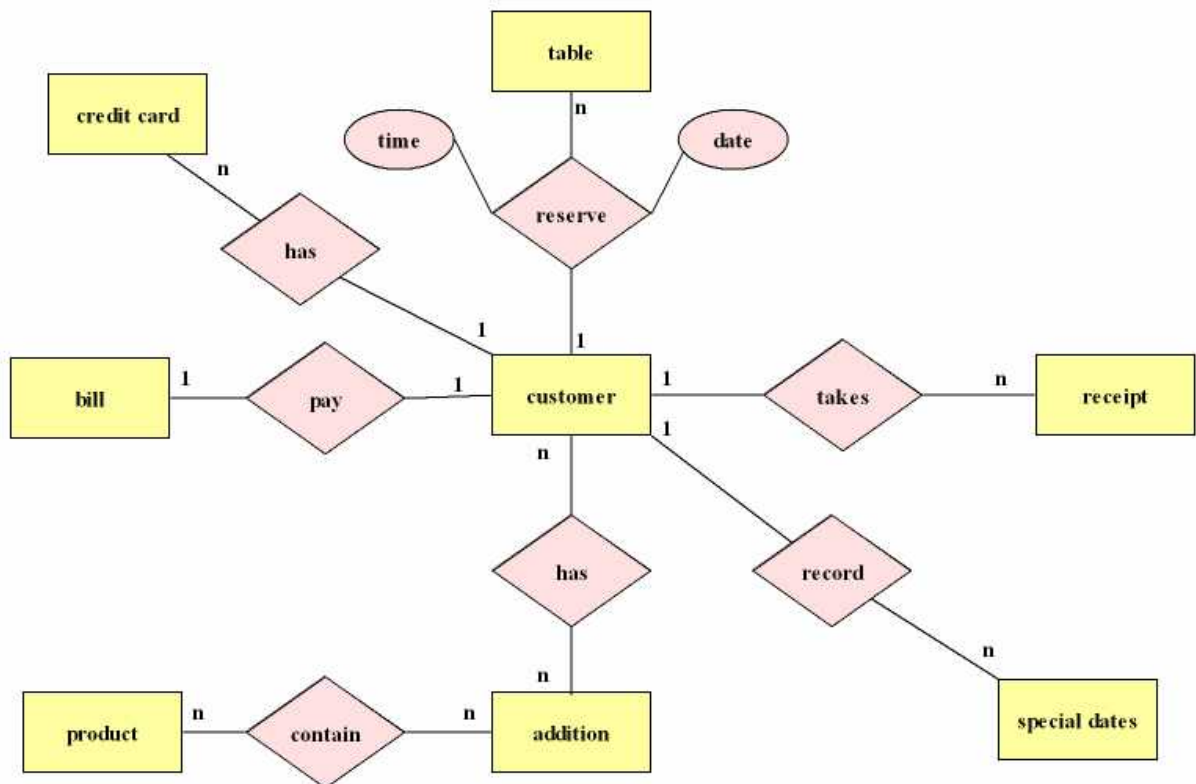 table
credit card
n
time
date
n
reserve
has
1
1
bill
1
pay
1
customer
1
takes
n
receipt
n
1
has
record
n
n
product
n
contain
n
addition
special dates